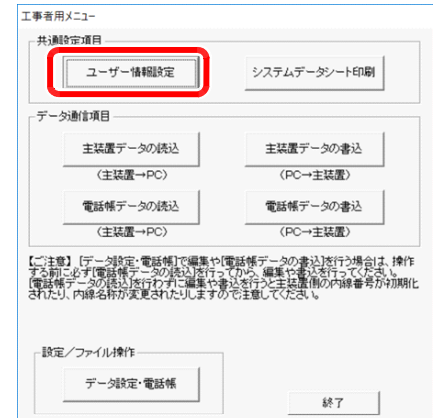 工事者用メニュー
共通設定項目
ユーザー情報設定
システムデータシート印刷
データ通信項目
主装置データの読込
主装置データの書込
(主装置→PC)
(PC→主装置)
電話帳データの読込
電話帳データの書込
(主装置→PC)
(PC→主装置)
【ご注意】 [データ設定・電話帳]で編集や[電話帳データの書込]を行う場合は、操作
する前に必ず[電話帳データの読込]を行ってから、編集や書込を行ってください。
[電話帳データの読込]を行わずに編集や書込を行うと主装置側の内線番号が初期化
されたり、内線名称が変更されたりしますので注意してください。
設定/ファイル操作
データ設定・電話帳
終了